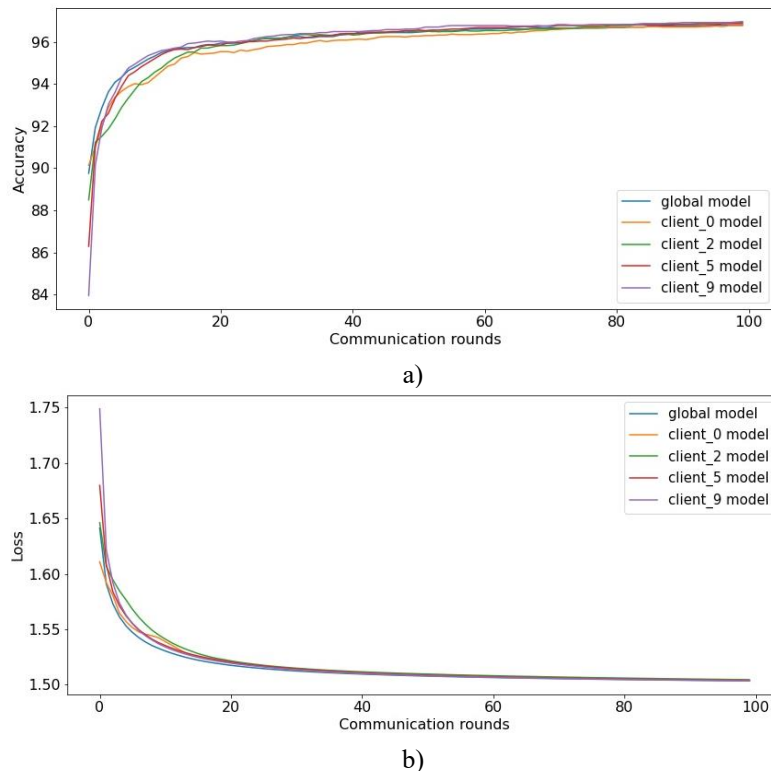 96
94
92
90
88
86
84
Accuracy
global model
client_0 model
client_2 model
client_5 model
client_9 model
0 20 40 60 80 100
Communication rounds
a)
1.75
1.70
1.65
1.60
1.55
1.50
Loss
global model
client_0 model
client_2 model
client_5 model
client_9 model
0 20 40 60 80 100
Communication rounds
b)